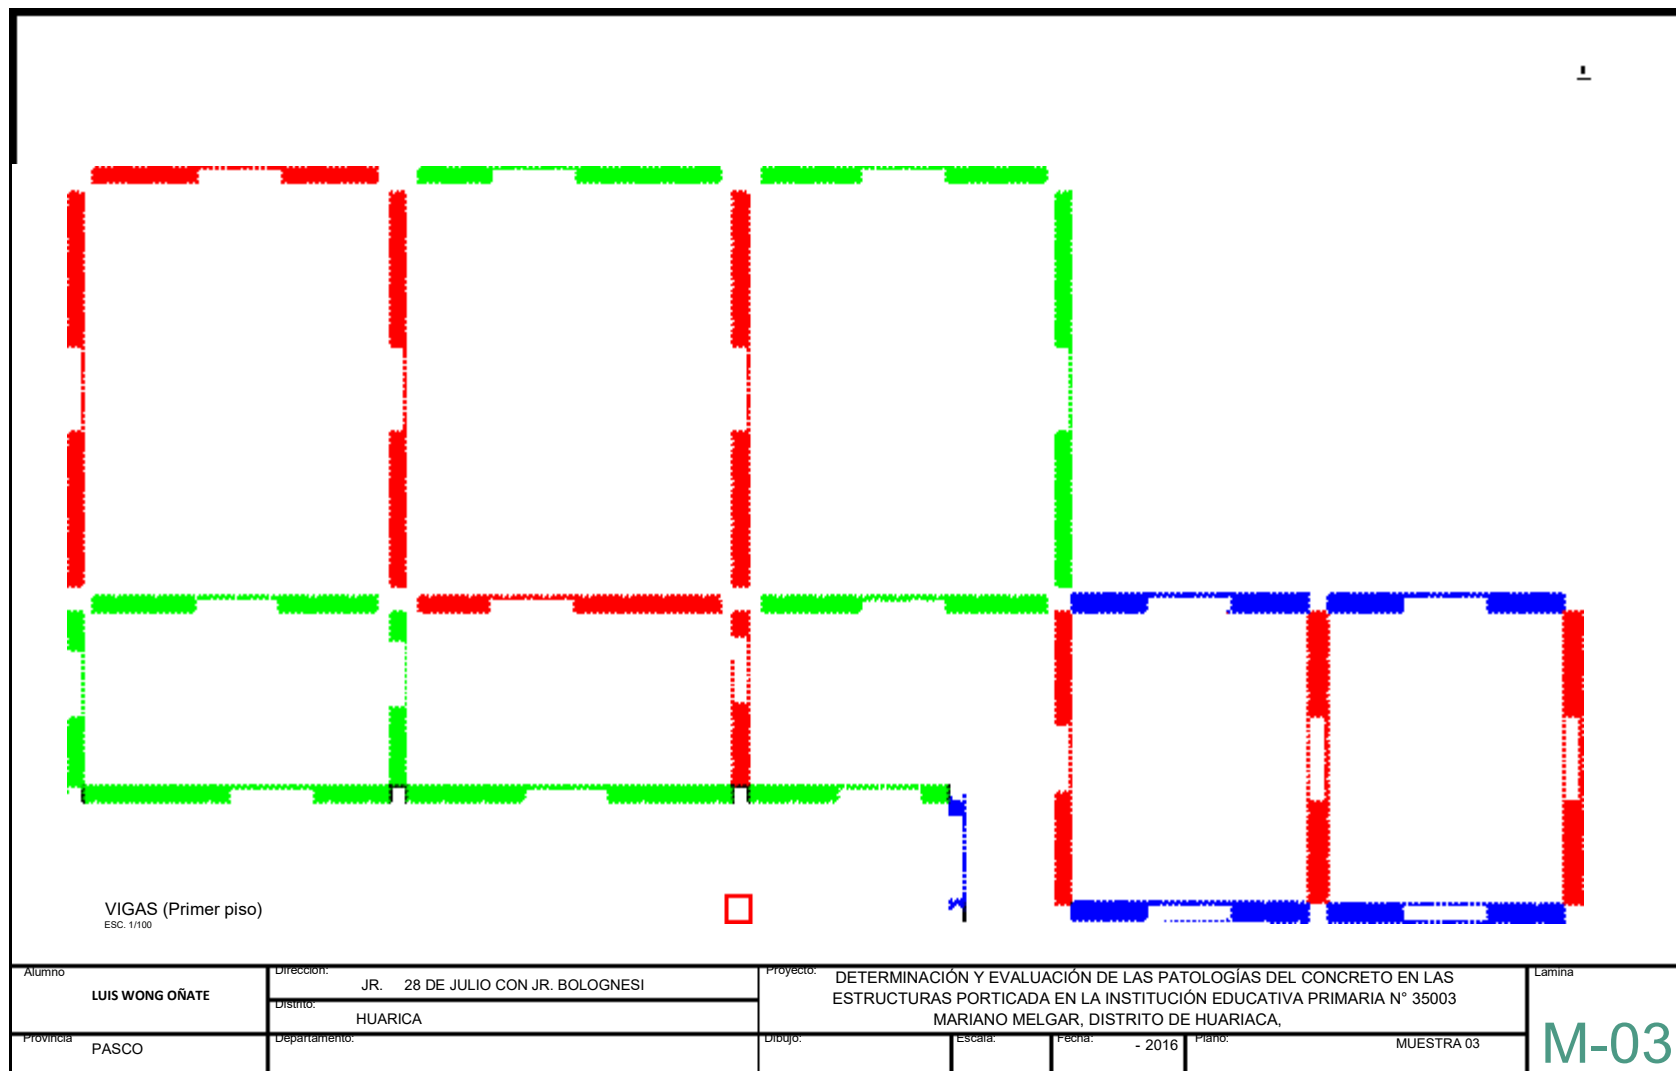 VIGAS (Primer piso)
ESC. 1/100
Alumno
LUIS WONG OÑATE
Dirección:
JR. 28 DE JULIO CON JR. BOLOGNESI
Distrito:
HUARICA
Proyecto:
DETERMINACIÓN Y EVALUACIÓN DE LAS PATOLOGÍAS DEL CONCRETO EN LAS
ESTRUCTURAS PORTICADA EN LA INSTITUCIÓN EDUCATIVA PRIMARIA N° 35003
MARIANO MELGAR, DISTRITO DE HUARIACA,
Lamina
M-03
Provincia
PASCO
Departamento:
Dibujo:
Escala:
Fecha:
- 2016
Plano:
MUESTRA 03